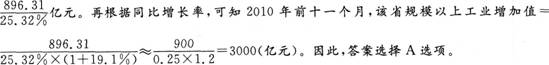 896.31/25.32%亿元。再根据同比增长率,可知 2010 年前十一个月,该省规模以上工业增加值=
896.31/25.32%×(1+19.1%)≈900/0.25×1.2=3000(亿元)。因此,答案选择 A 选项。